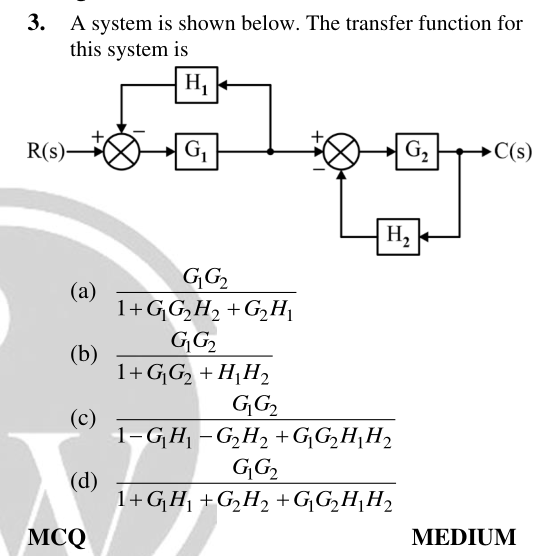 3. A system is shown below. The transfer function for
this system is
H₁
+ −
R(s) G₁ + − G₂ C(s)
H₂
(a) G₁G₂ / 1+G₁G₂H₂ +G₂H₁
(b) G₁G₂ / 1+G₁G₂ +H₁H₂
(c) G₁G₂ / 1−G₁H₁ −G₂H₂ +G₁G₂H₁H₂
(d) G₁G₂ / 1+G₁H₁ +G₂H₂ +G₁G₂H₁H₂
MCQ MEDIUM